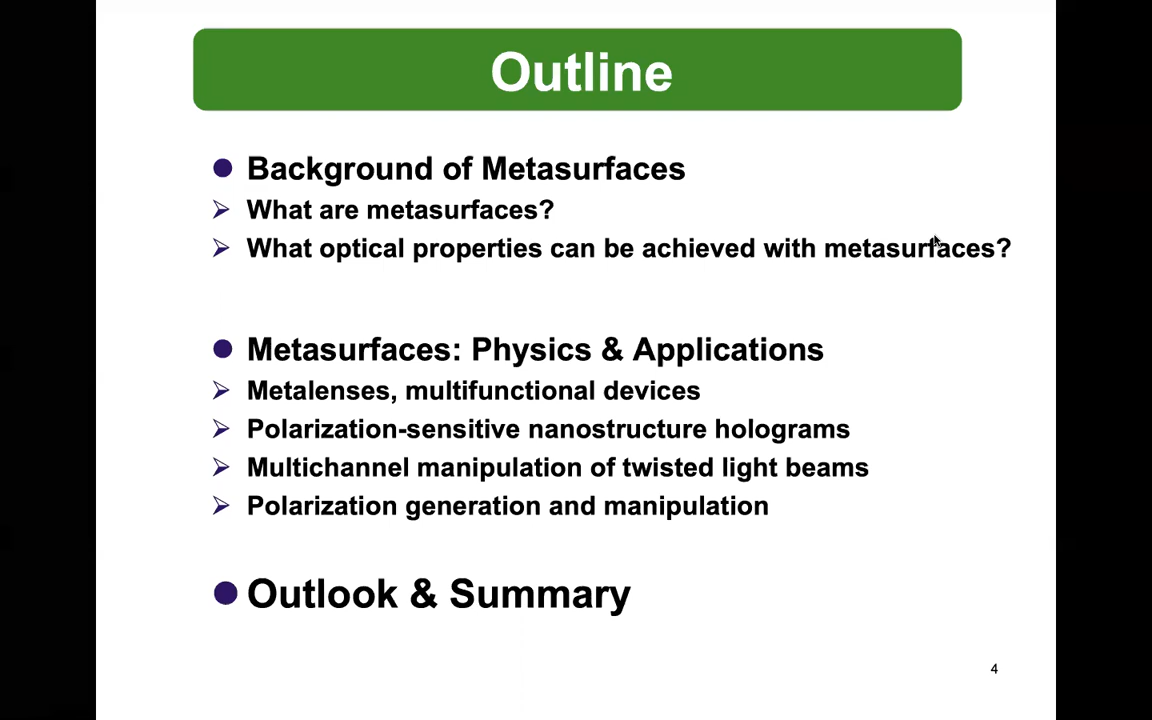 Outline
Background of Metasurfaces
What are metasurfaces?
What optical properties can be achieved with metasurfaces?
Metasurfaces: Physics & Applications
Metalenses, multifunctional devices
Polarization-sensitive nanostructure holograms
Multichannel manipulation of twisted light beams
Polarization generation and manipulation
Outlook & Summary
4